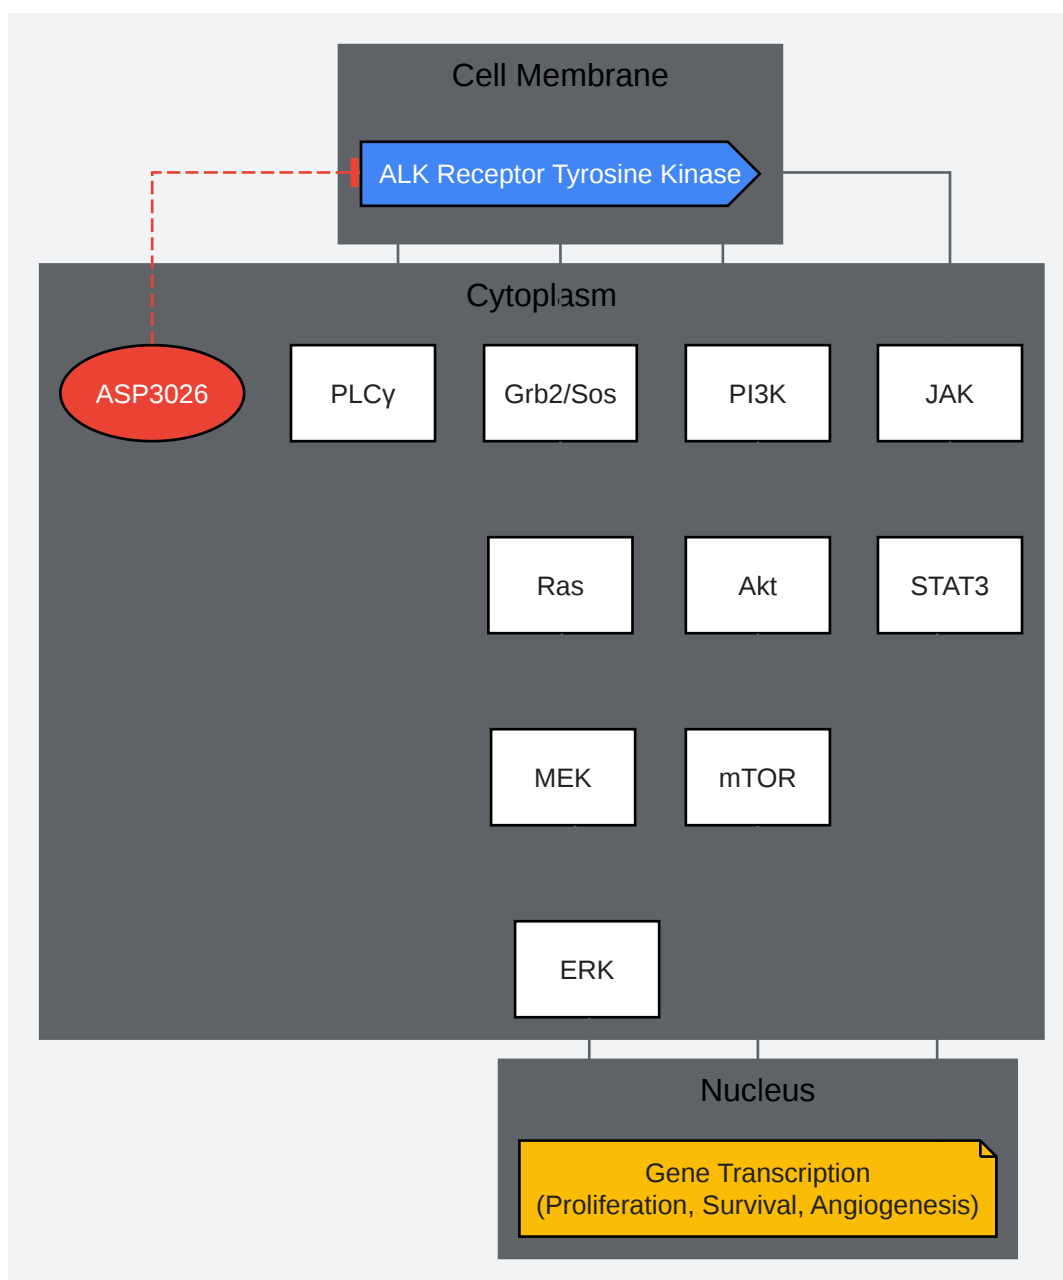 Cell Membrane
ALK Receptor Tyrosine Kinase
Cytoplasm
ASP3026
PLCγ
Grb2/Sos
PI3K
JAK
Ras
Akt
STAT3
MEK
mTOR
ERK
Nucleus
Gene Transcription
(Proliferation, Survival, Angiogenesis)